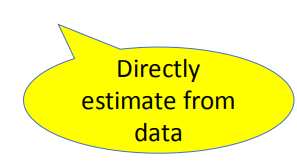 Directly
estimate from
data